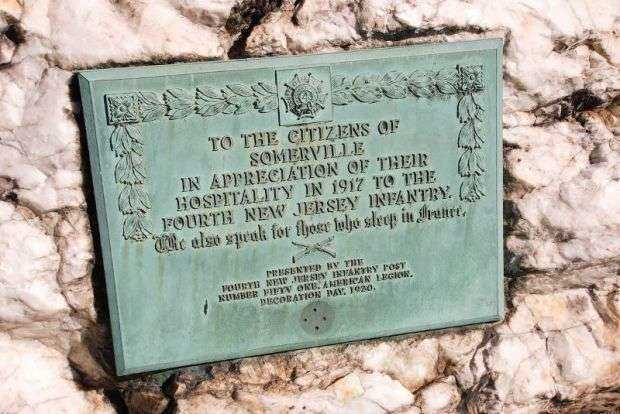 TO THE CITIZENS OF
SOMERVILLE
IN APPRECIATION OF THEIR
HOSPITALITY IN 1917 TO THE
FOURTH NEW JERSEY INFANTRY.
We also speak for those who sleep in France.
PRESENTED BY THE
FOURTH NEW JERSEY INFANTRY POST
NUMBER FIFTY ONE, AMERICAN LEGION.
DECORATION DAY, 1920.